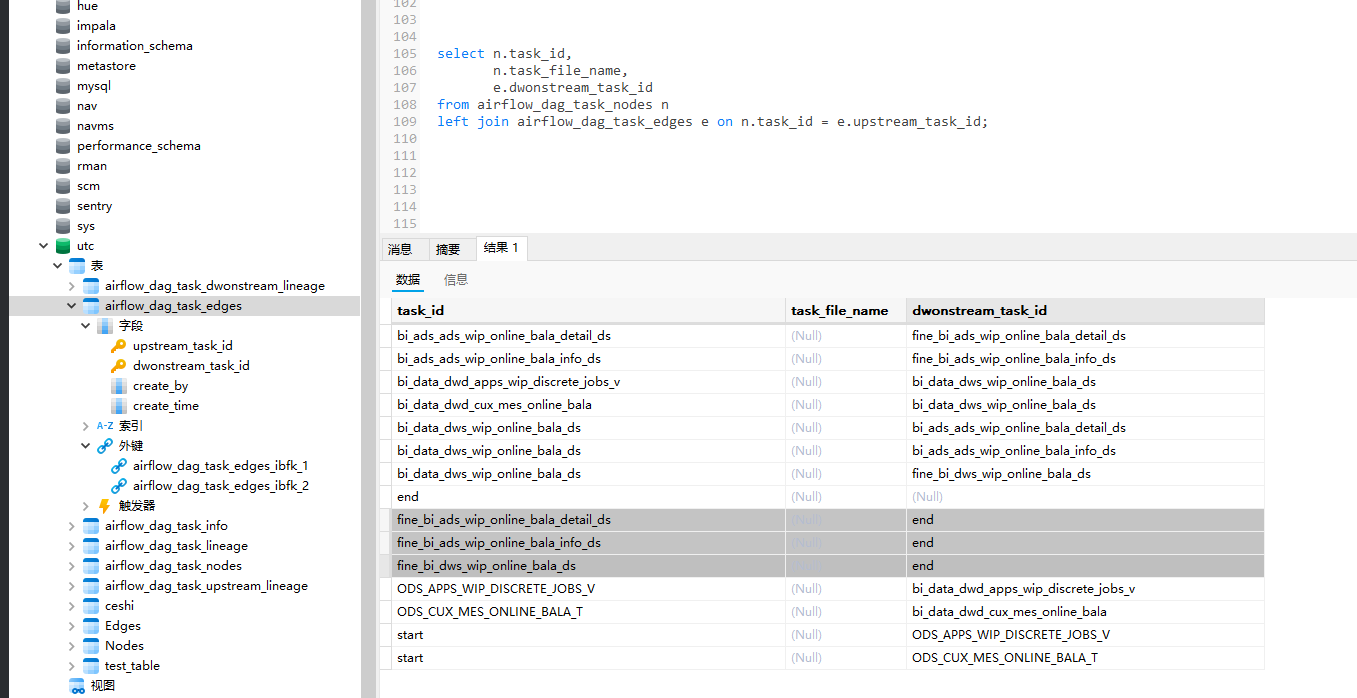 hue
impala
information_schema
metastore
mysql
nav
navms
performance_schema
rman
scm
sentry
sys
utc
表
airflow_dag_task_dwonstream_lineage
airflow_dag_task_edges
字段
upstream_task_id
dwonstream_task_id
create_by
create_time
A-Z 索引
外键
airflow_dag_task_edges_ibfk_1
airflow_dag_task_edges_ibfk_2
触发器
airflow_dag_task_info
airflow_dag_task_lineage
airflow_dag_task_nodes
airflow_dag_task_upstream_lineage
ceshi
Edges
Nodes
test_table
视图
102
103
104
105 select n.task_id,
106 n.task_file_name,
107 e.dwonstream_task_id
108 from airflow_dag_task_nodes n
109 left join airflow_dag_task_edges e on n.task_id = e.upstream_task_id;
110
111
112
113
114
115
消息 摘要 结果 1
数据 信息
task_id task_file_name dwonstream_task_id
bi_ads_ads_wip_online_bala_detail_ds (Null) fine_bi_ads_wip_online_bala_detail_ds
bi_ads_ads_wip_online_bala_info_ds (Null) fine_bi_ads_wip_online_bala_info_ds
bi_data_dwd_apps_wip_discrete_jobs_v (Null) bi_data_dws_wip_online_bala_ds
bi_data_dwd_cux_mes_online_bala (Null) bi_data_dws_wip_online_bala_ds
bi_data_dws_wip_online_bala_ds (Null) bi_ads_ads_wip_online_bala_detail_ds
bi_data_dws_wip_online_bala_ds (Null) bi_ads_ads_wip_online_bala_info_ds
bi_data_dws_wip_online_bala_ds (Null) fine_bi_dws_wip_online_bala_ds
end (Null) (Null)
fine_bi_ads_wip_online_bala_detail_ds (Null) end
fine_bi_ads_wip_online_bala_info_ds (Null) end
fine_bi_dws_wip_online_bala_ds (Null) end
ODS_APPS_WIP_DISCRETE_JOBS_V (Null) bi_data_dwd_apps_wip_discrete_jobs_v
ODS_CUX_MES_ONLINE_BALA_T (Null) bi_data_dwd_cux_mes_online_bala
start (Null) ODS_APPS_WIP_DISCRETE_JOBS_V
start (Null) ODS_CUX_MES_ONLINE_BALA_T